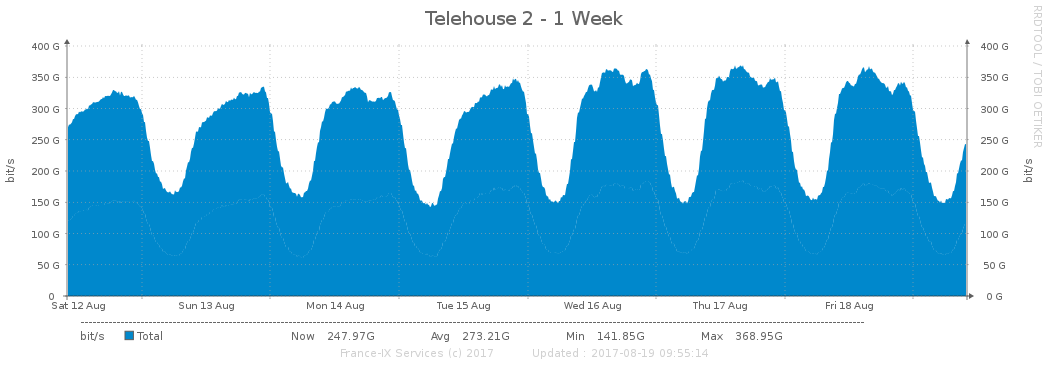 Telehouse 2 - 1 Week
RRDTOOL / TOBI OETIKER
400 G 400 G
350 G 350 G
300 G 300 G
250 G 250 G
200 G 200 G
150 G 150 G
100 G 100 G
50 G 50 G
0 0 G
bit/s bit/s
Sat 12 Aug Sun 13 Aug Mon 14 Aug Tue 15 Aug Wed 16 Aug Thu 17 Aug Fri 18 Aug
bit/s Total Now 247.97G Avg 273.21G Min 141.85G Max 368.95G
France-IX Services (c) 2017 Updated : 2017-08-19 09:55:14